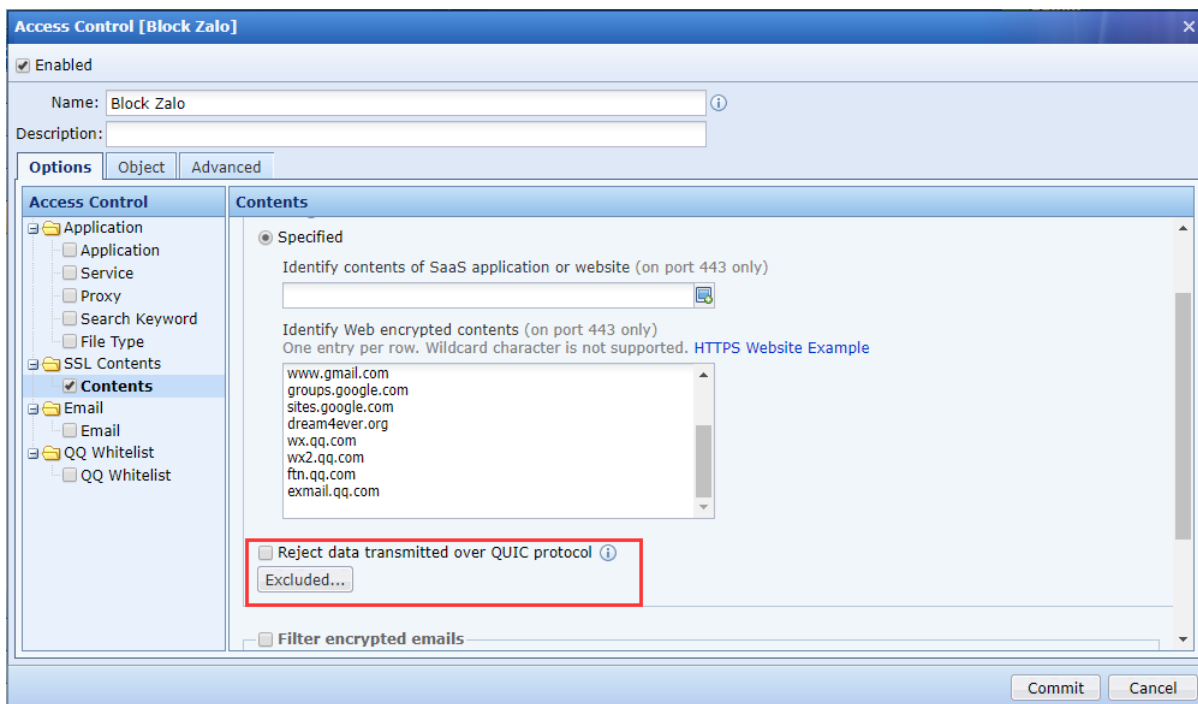 Access Control [Block Zalo]
Enabled
Name: Block Zalo
Description:
Options Object Advanced
Access Control
Application
Application
Service
Proxy
Search Keyword
File Type
SSL Contents
Contents
Email
Email
QQ Whitelist
QQ Whitelist
Contents
Specified
Identify contents of SaaS application or website (on port 443 only)
Identify Web encrypted contents (on port 443 only)
One entry per row. Wildcard character is not supported. HTTPS Website Example
www.gmail.com
groups.google.com
sites.google.com
dream4ever.org
wx.qq.com
wx2.qq.com
ftn.qq.com
exmail.qq.com
Reject data transmitted over QUIC protocol
Excluded...
Filter encrypted emails
Commit Cancel